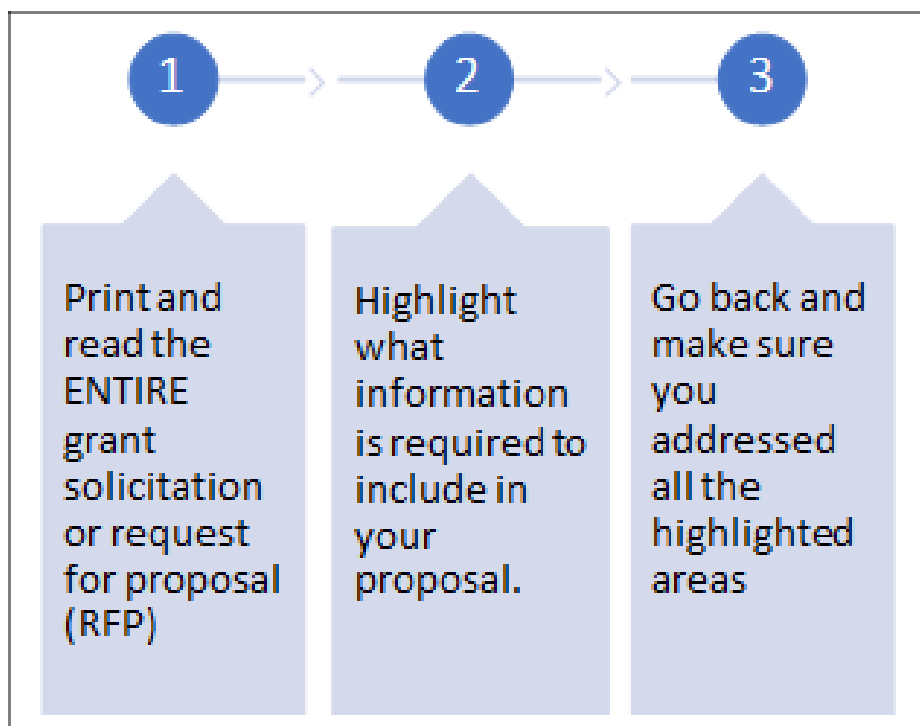 1
2
3
Print and
read the
ENTIRE
grant
solicitation
or request
for proposal
(RFP)
Highlight
what
information
is required to
include in
your
proposal.
Go back and
make sure
you
addressed
all the
highlighted
areas